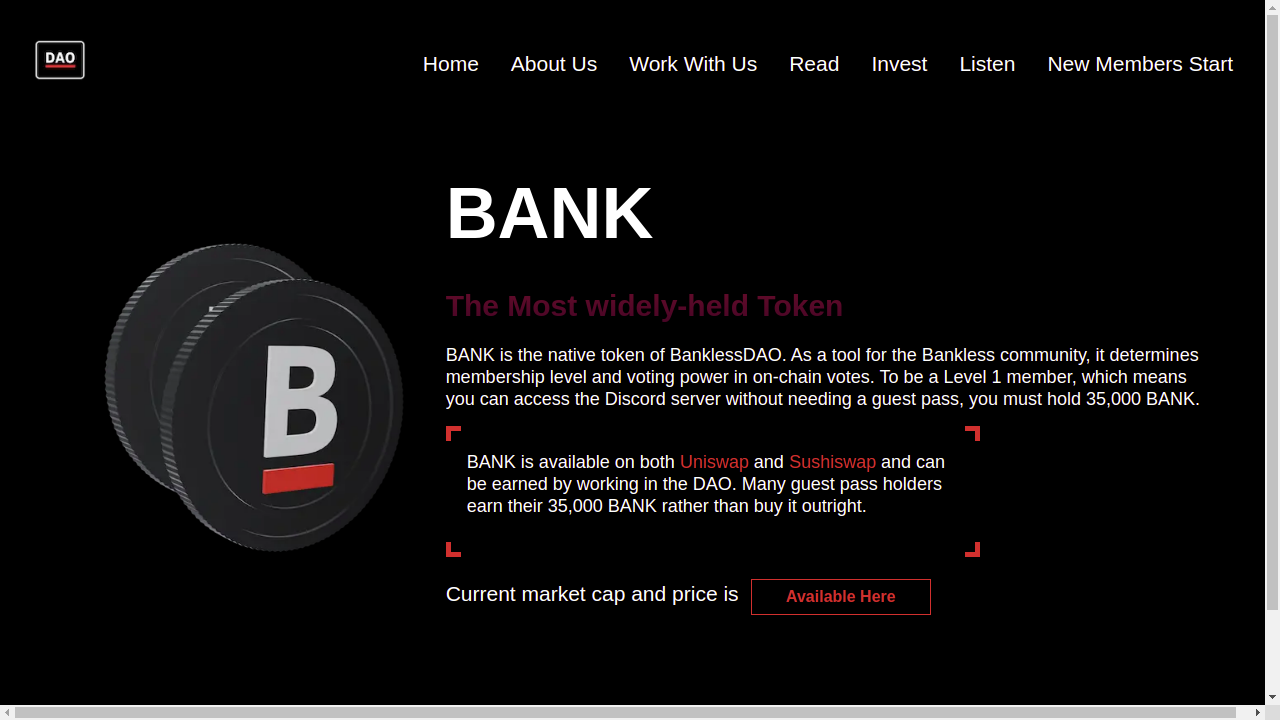 DAO
Home About Us Work With Us Read Invest Listen New Members Start
BANK
The Most widely-held Token
BANK is the native token of BanklessDAO. As a tool for the Bankless community, it determines
membership level and voting power in on-chain votes. To be a Level 1 member, which means
you can access the Discord server without needing a guest pass, you must hold 35,000 BANK.
B
BANK is available on both Uniswap and Sushiswap and can
be earned by working in the DAO. Many guest pass holders
earn their 35,000 BANK rather than buy it outright.
Current market cap and price is Available Here